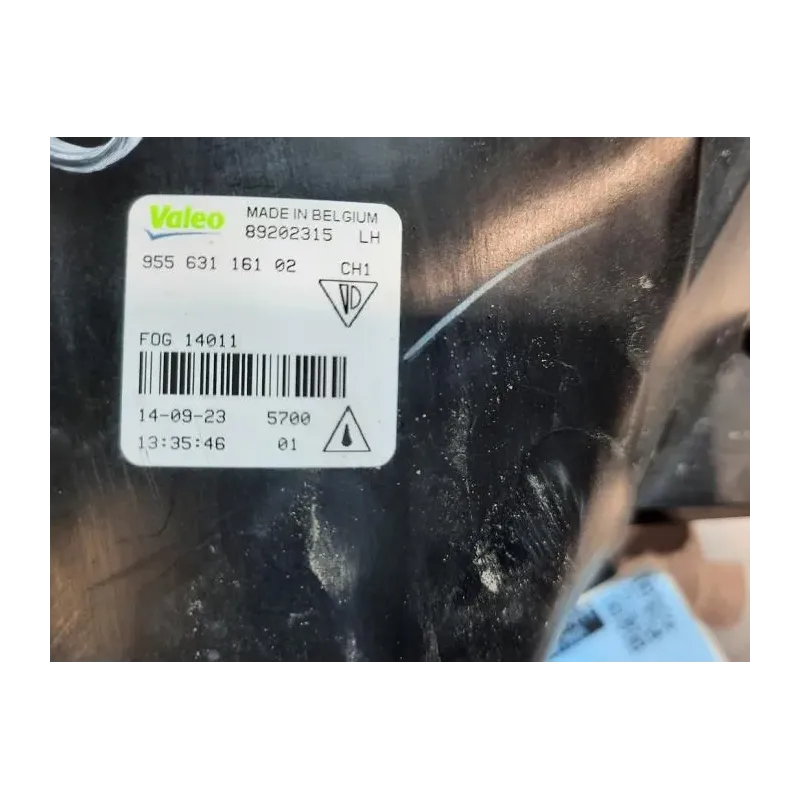 Valeo MADE IN BELGIUM
89202315 LH
955 631 161 02 CH1
FOG 14011
14-09-23 5700
13:35:46 01